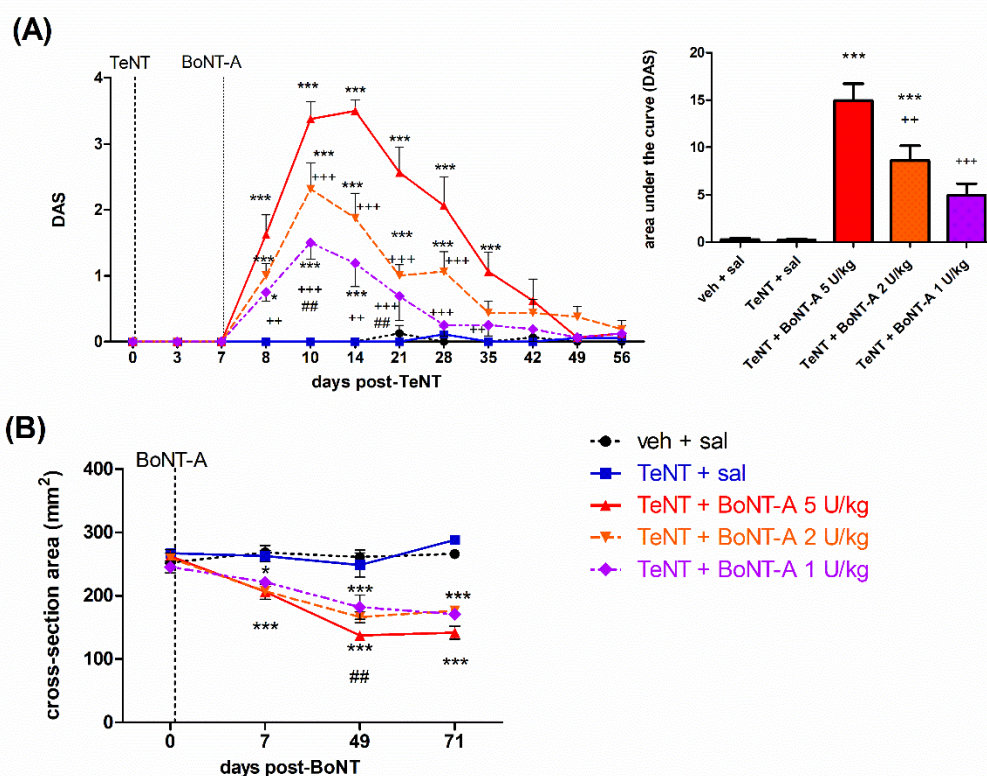 (A)
TeNT BoNT-A
4
***
***
***
***
***
+++
***
+++
***
***
***
***
***
***
+++
+++
*
***
***
++
+++
++
+++
+++
++
##
##
3
2
1
0
DAS
0 3 7 8 10 14 21 28 35 42 49 56
days post-TeNT
area under the curve (DAS)
20
15
10
5
0
***
***
++
+++
veh + sal
TeNT + sal
TeNT + BoNT-A 5 U/kg
TeNT + BoNT-A 2 U/kg
TeNT + BoNT-A 1 U/kg
(B)
BoNT-A
cross-section area (mm²)
400
300
200
100
0
*
***
***
***
***
***
##
0 7 49 71
days post-BoNT
veh + sal
TeNT + sal
TeNT + BoNT-A 5 U/kg
TeNT + BoNT-A 2 U/kg
TeNT + BoNT-A 1 U/kg